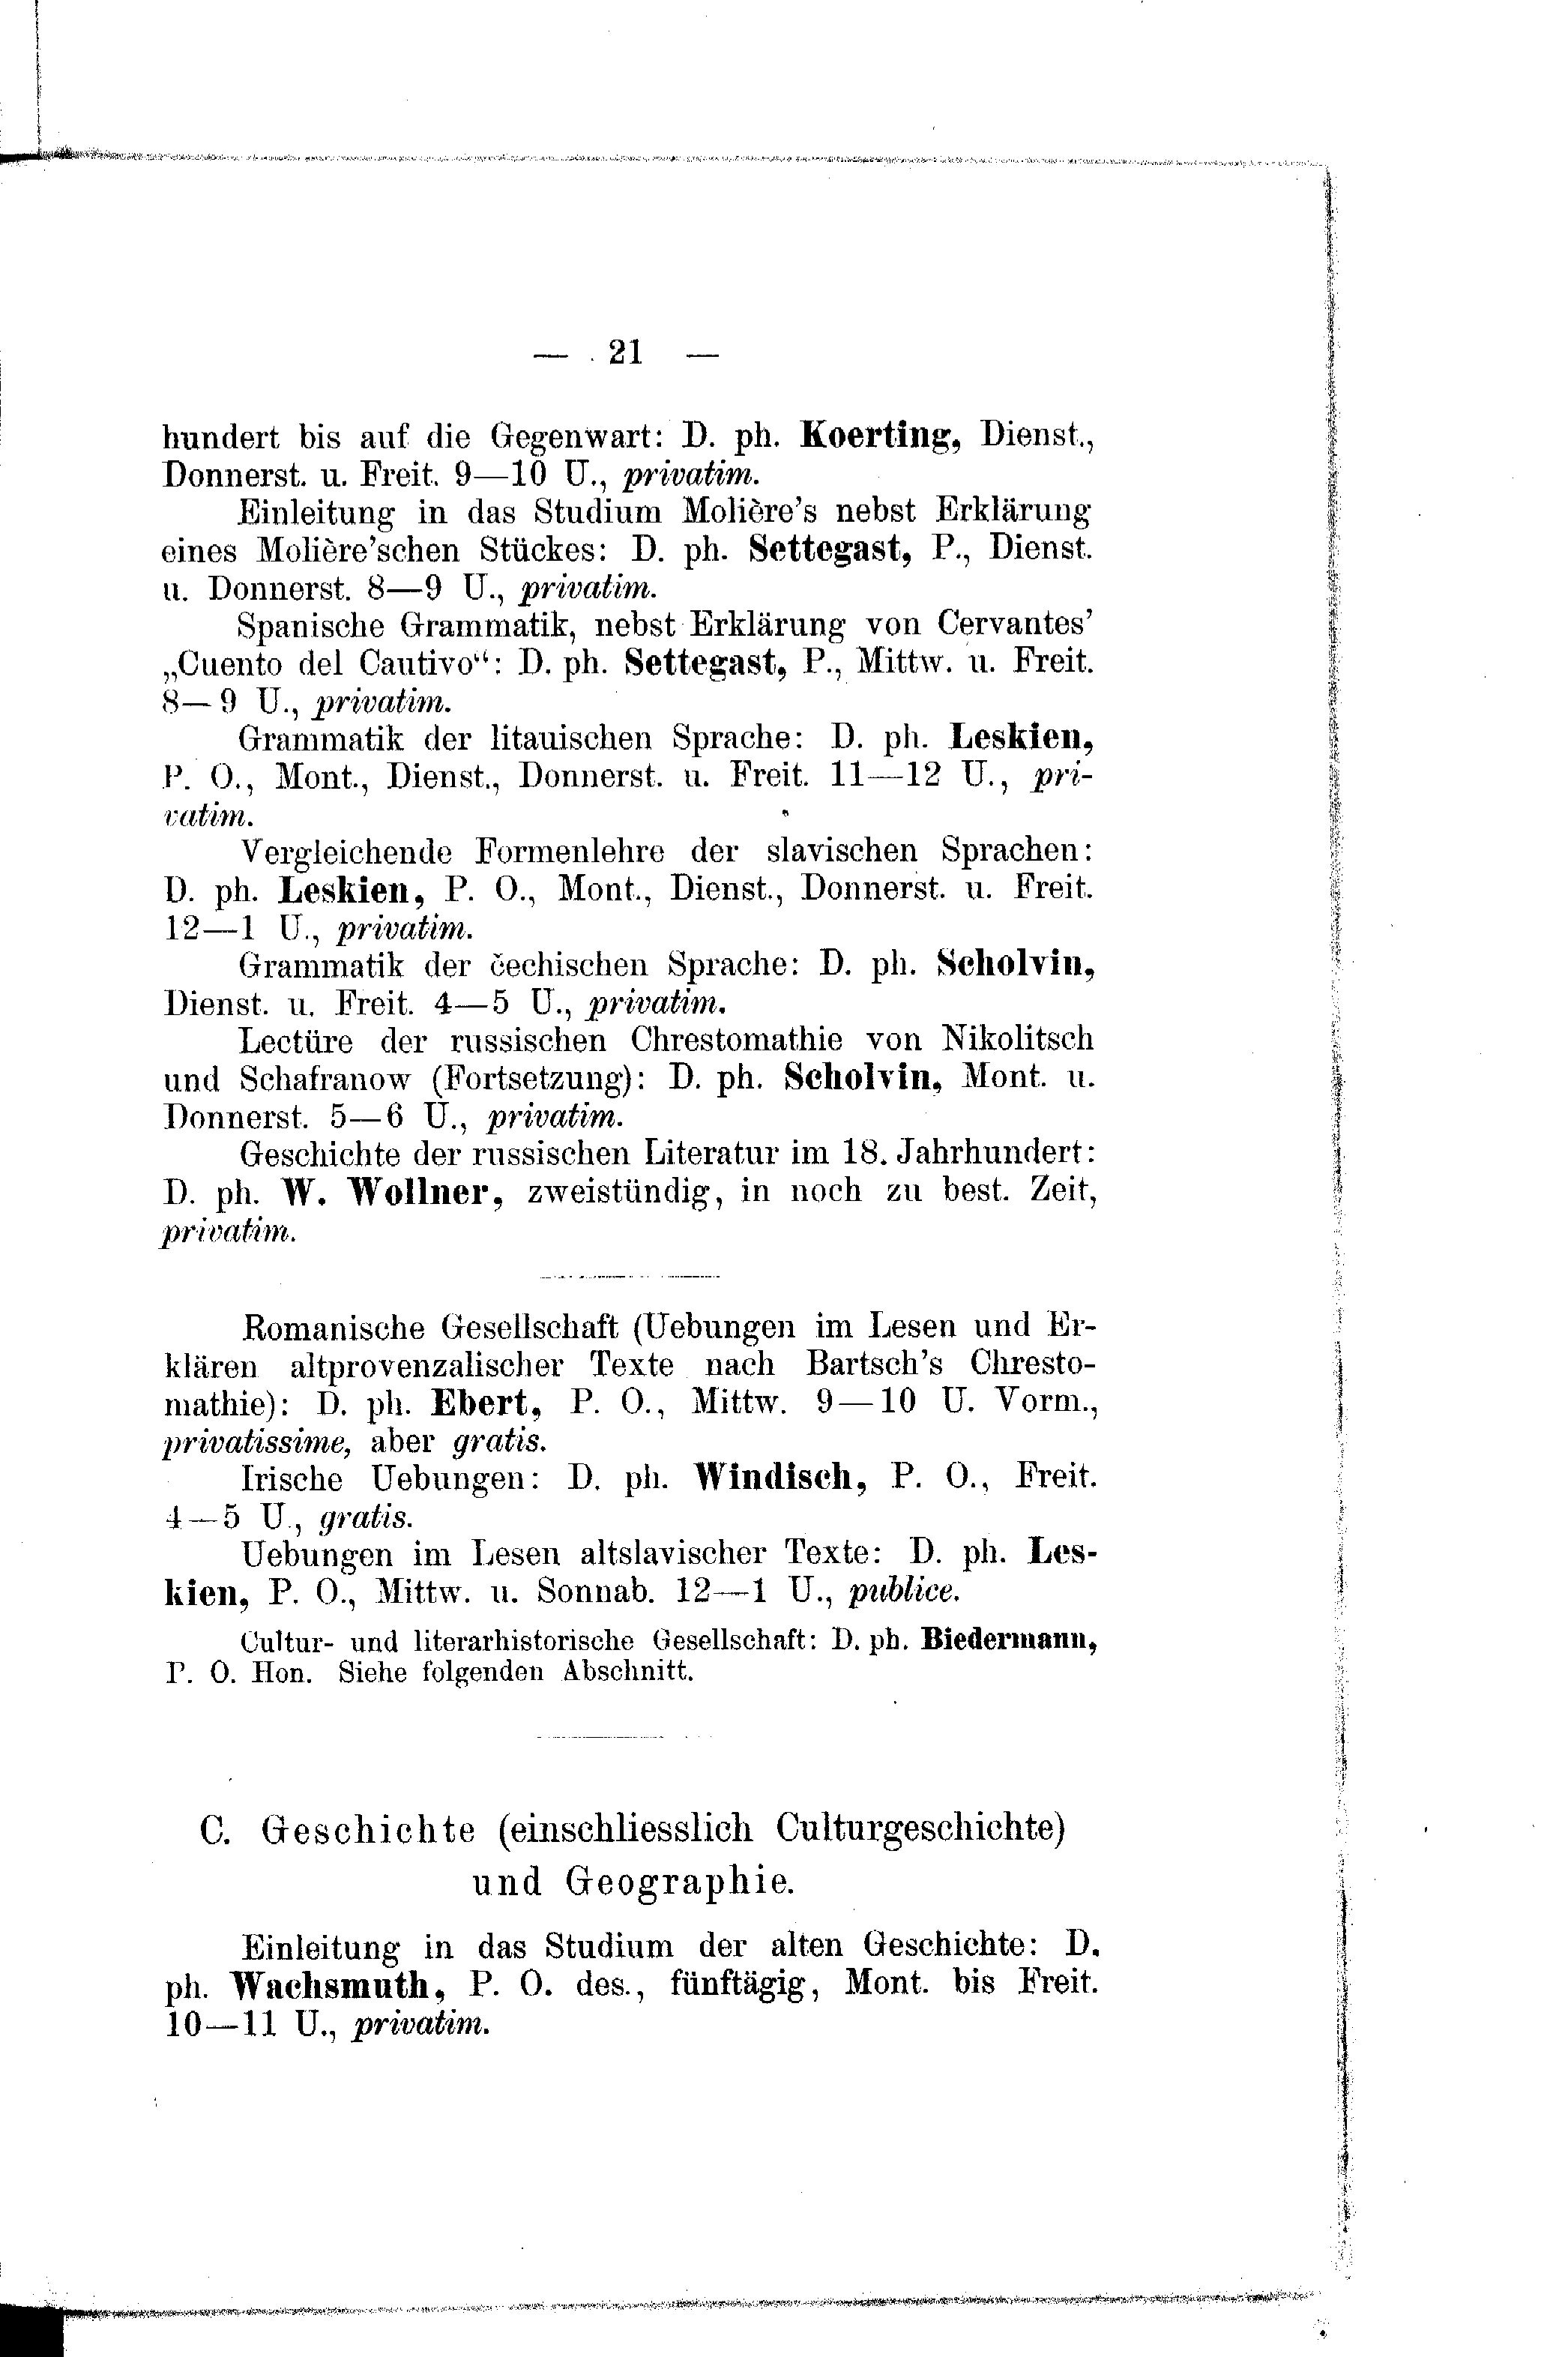 — 21 —
hundert bis auf die Gegenwart: D. ph. Koerting, Dienst.,
Donnerst. u. Freit. 9—10 U., privatim.
Einleitung in das Studium Molière's nebst Erklärung
eines Molière'schen Stückes: D. ph. Settegast, P., Dienst.
u. Donnerst. 8—9 U., privatim.
Spanische Grammatik, nebst Erklärung von Cervantes'
„Cuento del Cautivo“: D. ph. Settegast, P., Mittw. u. Freit.
8—9 U., privatim.
Grammatik der litauischen Sprache: D. ph. Leskien,
P. O., Mont., Dienst., Donnerst. u. Freit. 11—12 U., pri-
vatim.
Vergleichende Formenlehre der slavischen Sprachen:
D. ph. Leskien, P. O., Mont., Dienst., Donnerst. u. Freit.
12—1 U., privatim.
Grammatik der čechischen Sprache: D. ph. Scholvin,
Dienst. u. Freit. 4—5 U., privatim.
Lectüre der russischen Chrestomathie von Nikolitsch
und Schafranow (Fortsetzung): D. ph. Scholvin, Mont. u.
Donnerst. 5—6 U., privatim.
Geschichte der russischen Literatur im 18. Jahrhundert:
D. ph. W. Wollner, zweistündig, in noch zu best. Zeit,
privatim.
Romanische Gesellschaft (Uebungen im Lesen und Er-
klären altprovenzalischer Texte nach Bartsch's Chresto-
mathie): D. ph. Ebert, P. O., Mittw. 9—10 U. Vorm.,
privatissime, aber gratis.
Irische Uebungen: D. ph. Windisch, P. O., Freit.
4—5 U., gratis.
Uebungen im Lesen altslavischer Texte: D. ph. Les-
kien, P. O., Mittw. u. Sonnab. 12—1 U., publice.
Cultur- und literarhistorische Gesellschaft: D. ph. Biedermann,
P. O. Hon. Siehe folgenden Abschnitt.
C. Geschichte (einschliesslich Culturgeschichte)
und Geographie.
Einleitung in das Studium der alten Geschichte: D.
ph. Wachsmuth, P. O. des., fünftägig, Mont. bis Freit.
10—11 U., privatim.